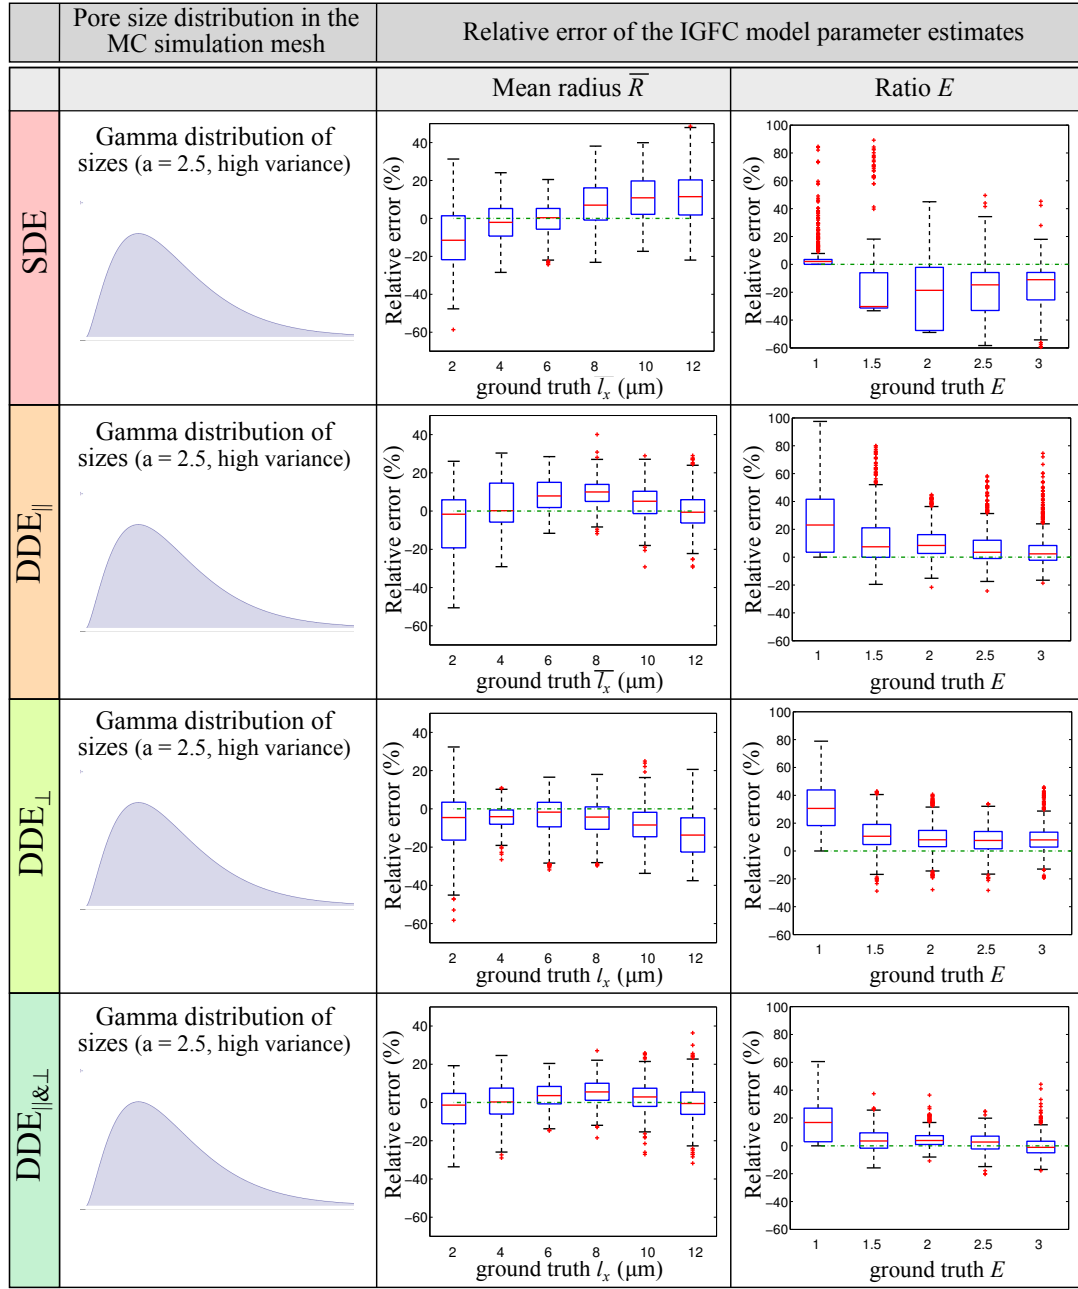 Pore size distribution in the
MC simulation mesh
Relative error of the IGFC model parameter estimates
Mean radius R̅
Ratio E
SDE
Gamma distribution of
sizes (a = 2.5, high variance)
Relative error (%)
40
20
0
−20
−40
−60
2 4 6 8 10 12
ground truth l̅ₓ (μm)
Relative error (%)
100
80
60
40
20
0
−20
−40
−60
1 1.5 2 2.5 3
ground truth E
DDE∥
Gamma distribution of
sizes (a = 2.5, high variance)
Relative error (%)
40
20
0
−20
−40
−60
2 4 6 8 10 12
ground truth l̅ₓ (μm)
Relative error (%)
100
80
60
40
20
0
−20
−40
−60
1 1.5 2 2.5 3
ground truth E
DDE⊥
Gamma distribution of
sizes (a = 2.5, high variance)
Relative error (%)
40
20
0
−20
−40
−60
2 4 6 8 10 12
ground truth lₓ (μm)
Relative error (%)
100
80
60
40
20
0
−20
−40
−60
1 1.5 2 2.5 3
ground truth E
DDE∥&⊥
Gamma distribution of
sizes (a = 2.5, high variance)
Relative error (%)
40
20
0
−20
−40
−60
2 4 6 8 10 12
ground truth lₓ (μm)
Relative error (%)
100
80
60
40
20
0
−20
−40
−60
1 1.5 2 2.5 3
ground truth E